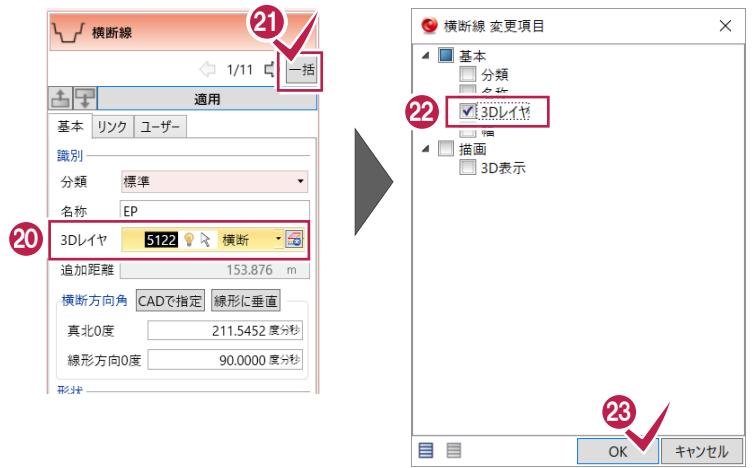 横断線
21
1/11
一括
適用
基本 リンク ユーザー
識別
分類 標準
名称 EP
20
3Dレイヤ 5122 横断
追加距離 153.876 m
横断方向角 CADで指定 線形に垂直
真北0度 211.5452 度分秒
線形方向0度 90.0000 度分秒
形状
横断線 変更項目
基本
分類
名称
22
3Dレイヤ
幅
描画
3D表示
23
OK キャンセル